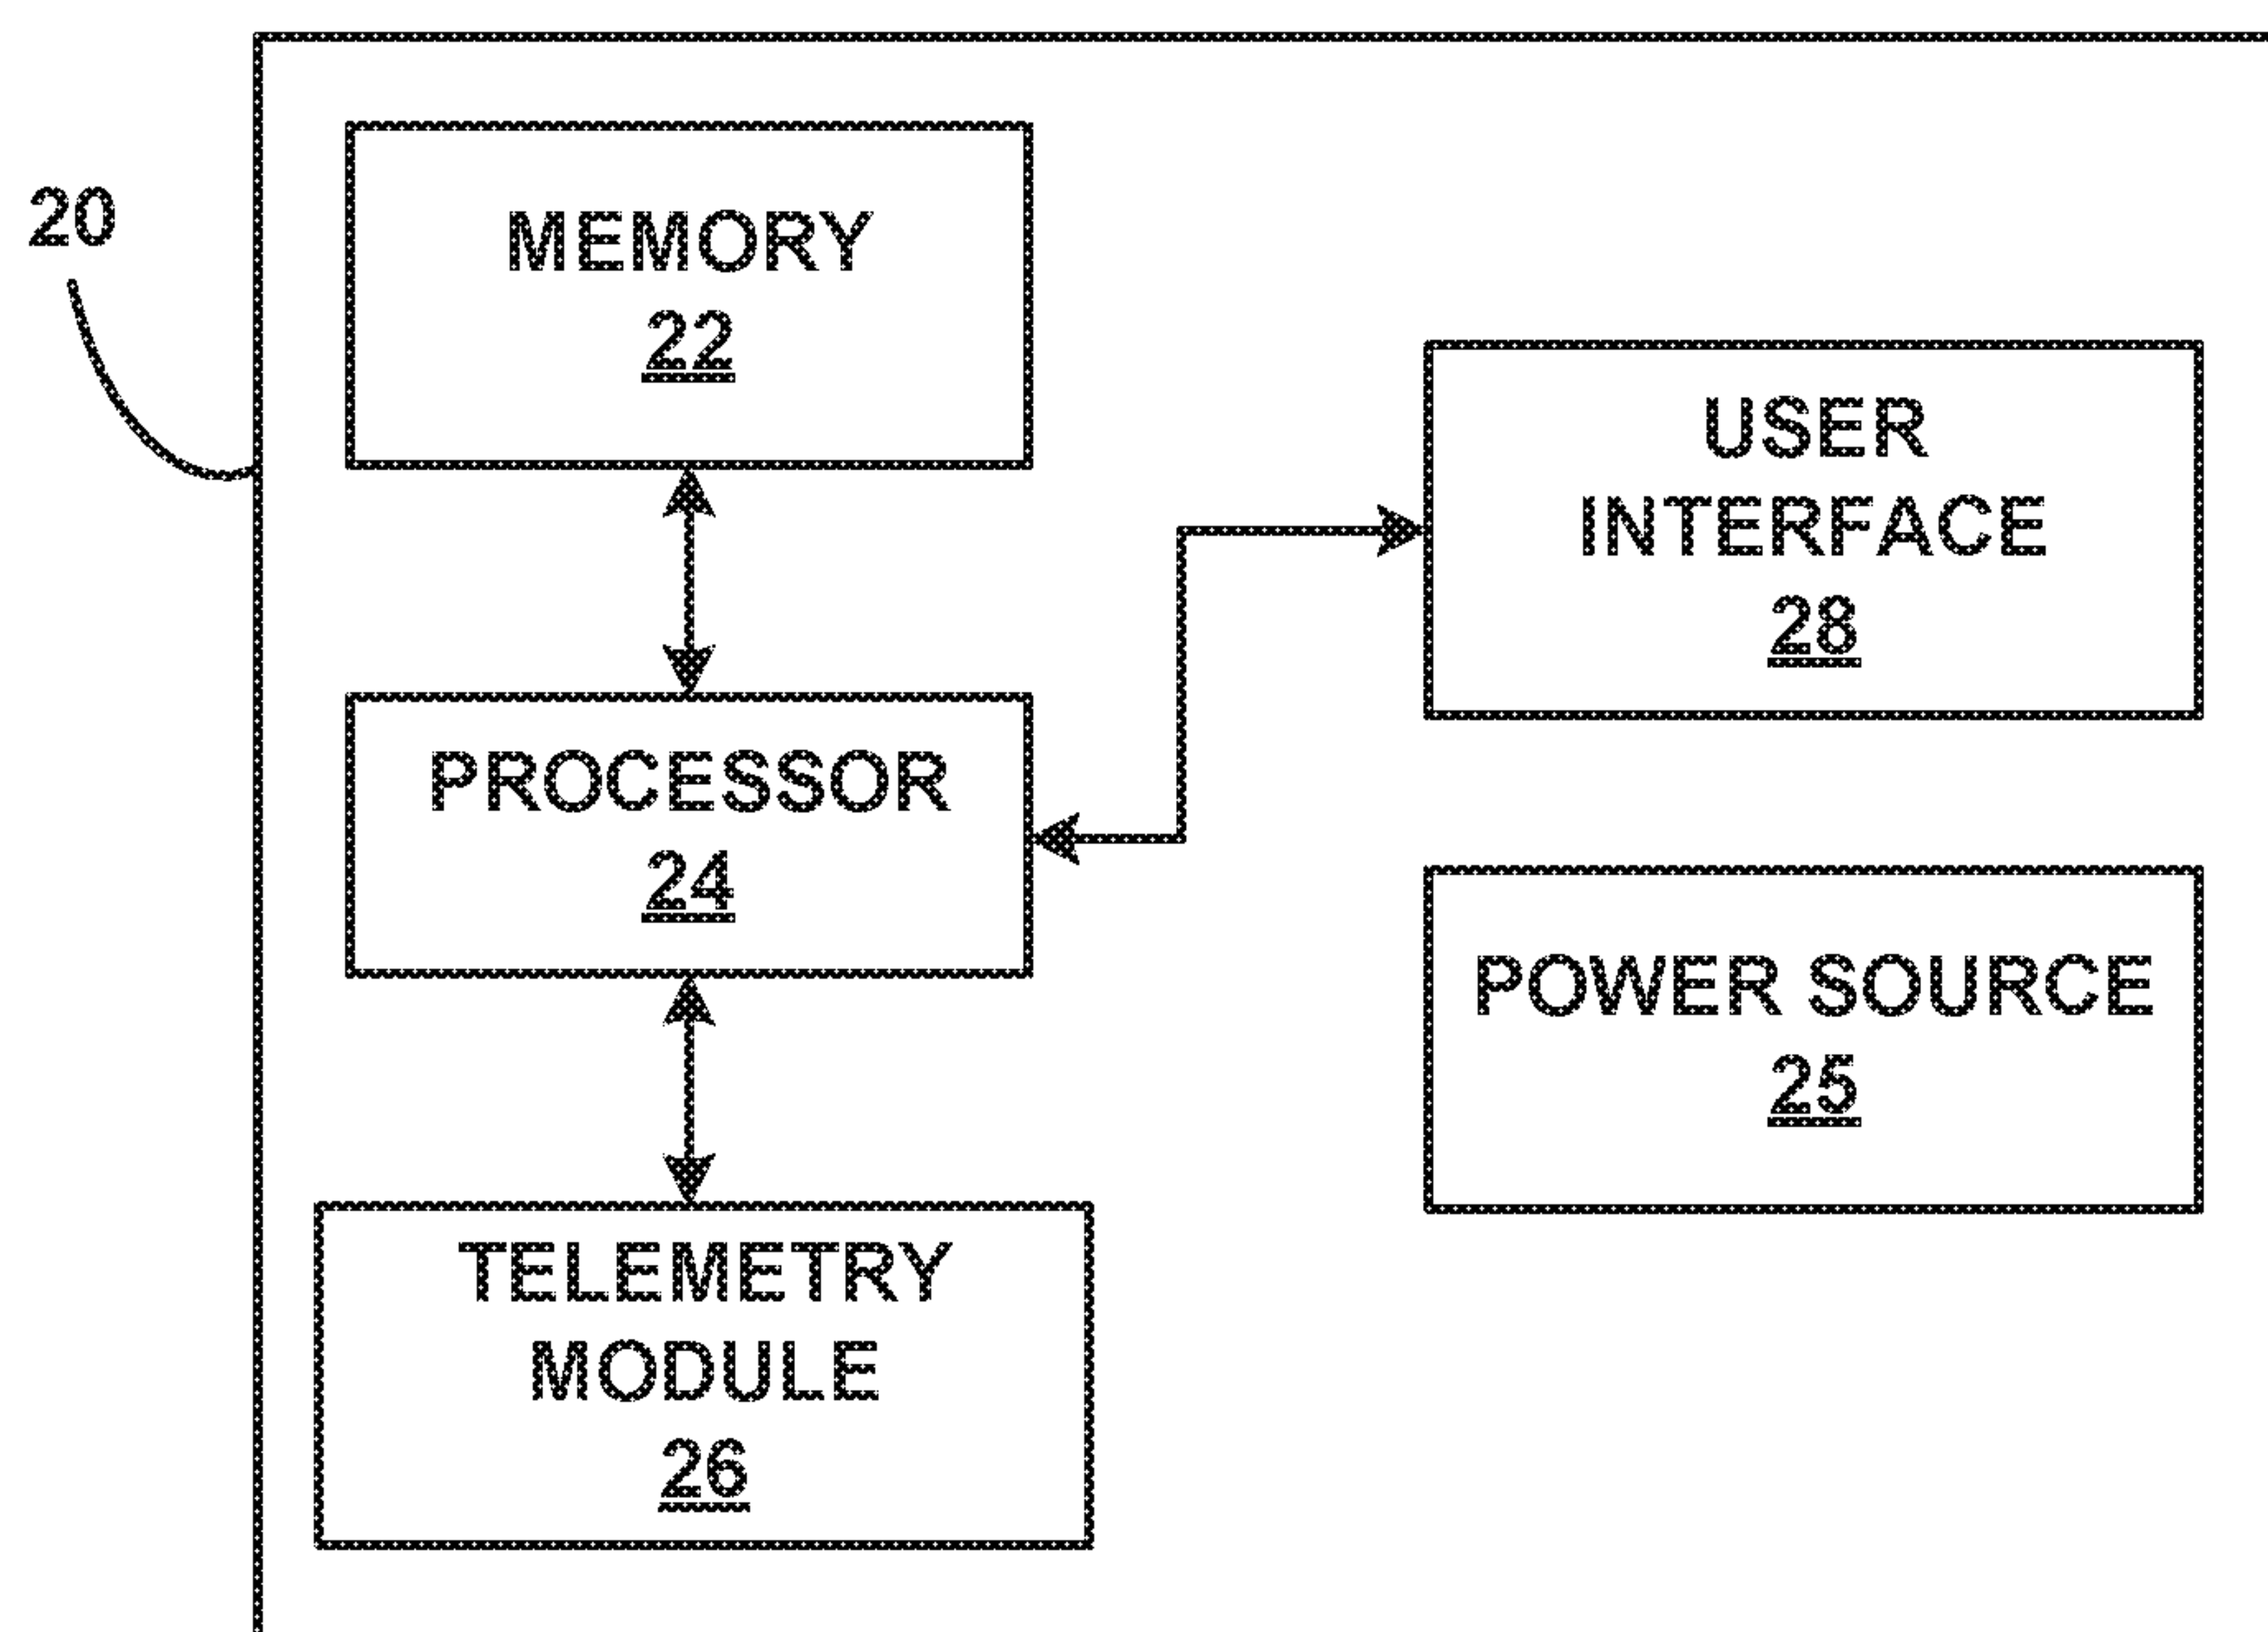 20
MEMORY
22
USER
INTERFACE
28
PROCESSOR
24
POWER SOURCE
25
TELEMETRY
MODULE
26